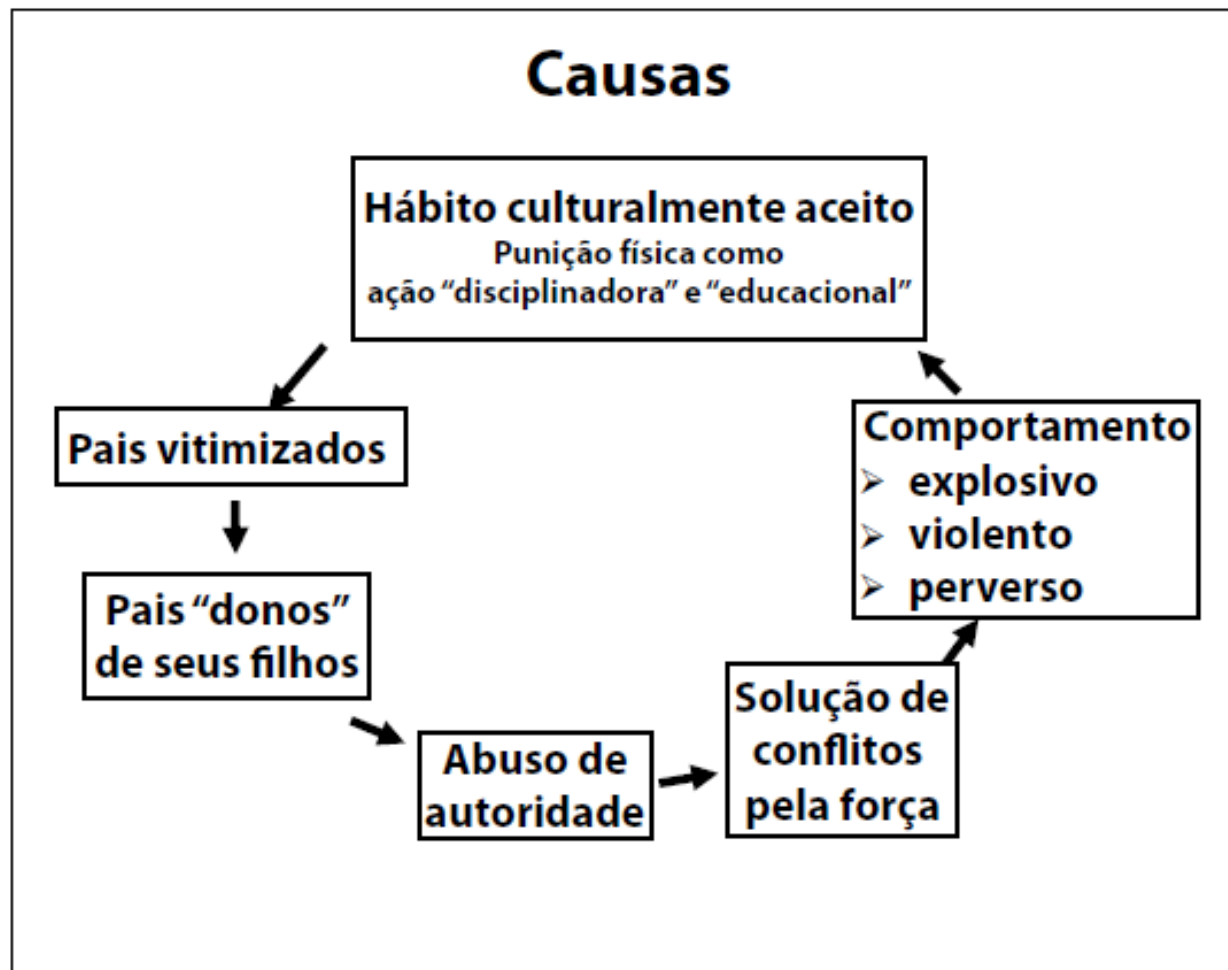 Causas
Hábito culturalmente aceito
Punição física como
ação “disciplinadora” e “educacional”
Pais vitimizados
Pais “donos”
de seus filhos
Abuso de
autoridade
Solução de
conflitos
pela força
Comportamento
➢ explosivo
➢ violento
➢ perverso